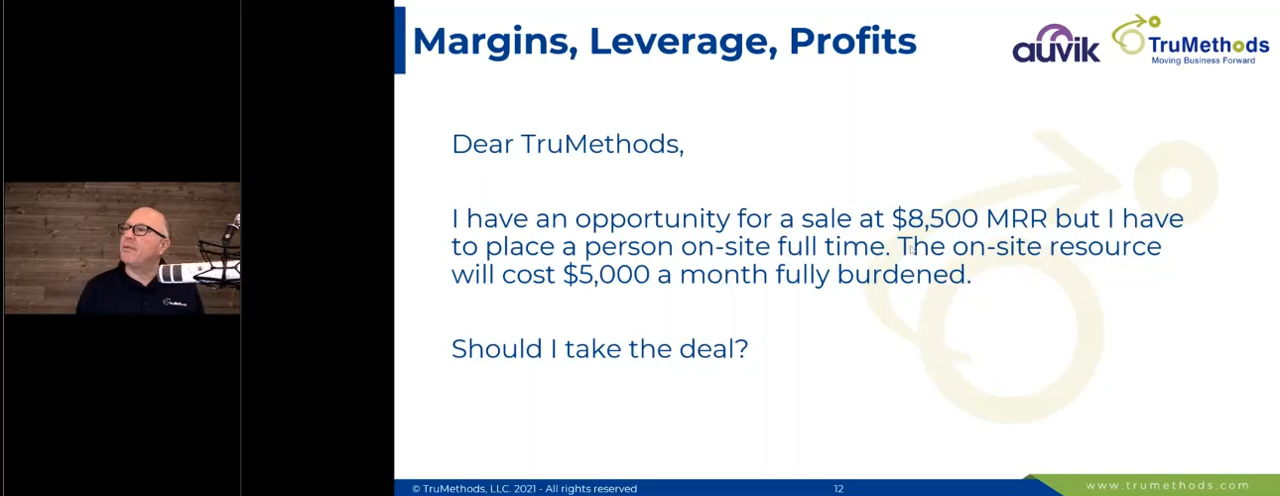 Margins, Leverage, Profits
auvik
TruMethods
Moving Business Forward
Dear TruMethods,
I have an opportunity for a sale at $8,500 MRR but I have
to place a person on-site full time. The on-site resource
will cost $5,000 a month fully burdened.
Should I take the deal?
TruMethods
© TruMethods, LLC. 2021 - All rights reserved
12
www.trumethods.com